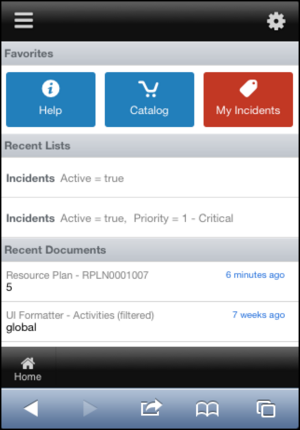 Favorites
Help
Catalog
My Incidents
Recent Lists
Incidents Active = true
Incidents Active = true, Priority = 1 - Critical
Recent Documents
Resource Plan - RPLN0001007 6 minutes ago
5
UI Formatter - Activities (filtered) 7 weeks ago
global
Home